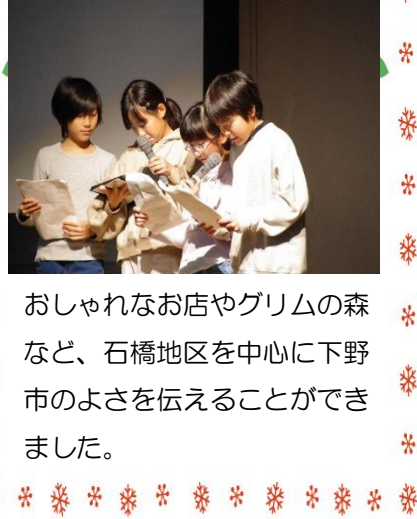 おしゃれなお店やグリムの森
など、石橋地区を中心に下野
市のよさを伝えることができ
ました。